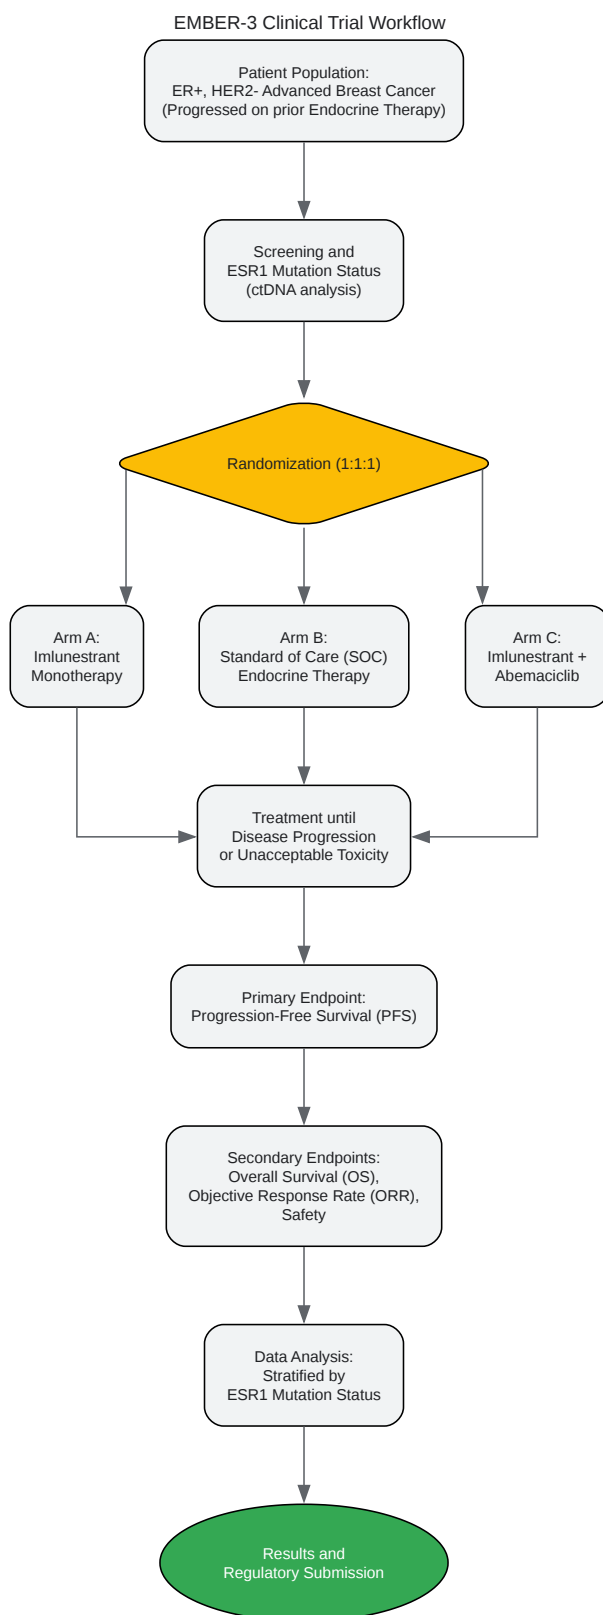 EMBER-3 Clinical Trial Workflow
Patient Population:
ER+, HER2- Advanced Breast Cancer
(Progressed on prior Endocrine Therapy)
Screening and
ESR1 Mutation Status
(ctDNA analysis)
Randomization (1:1:1)
Arm A:
Imlunestrant
Monotherapy
Arm B:
Standard of Care (SOC)
Endocrine Therapy
Arm C:
Imlunestrant +
Abemaciclib
Treatment until
Disease Progression
or Unacceptable Toxicity
Primary Endpoint:
Progression-Free Survival (PFS)
Secondary Endpoints:
Overall Survival (OS),
Objective Response Rate (ORR),
Safety
Data Analysis:
Stratified by
ESR1 Mutation Status
Results and
Regulatory Submission